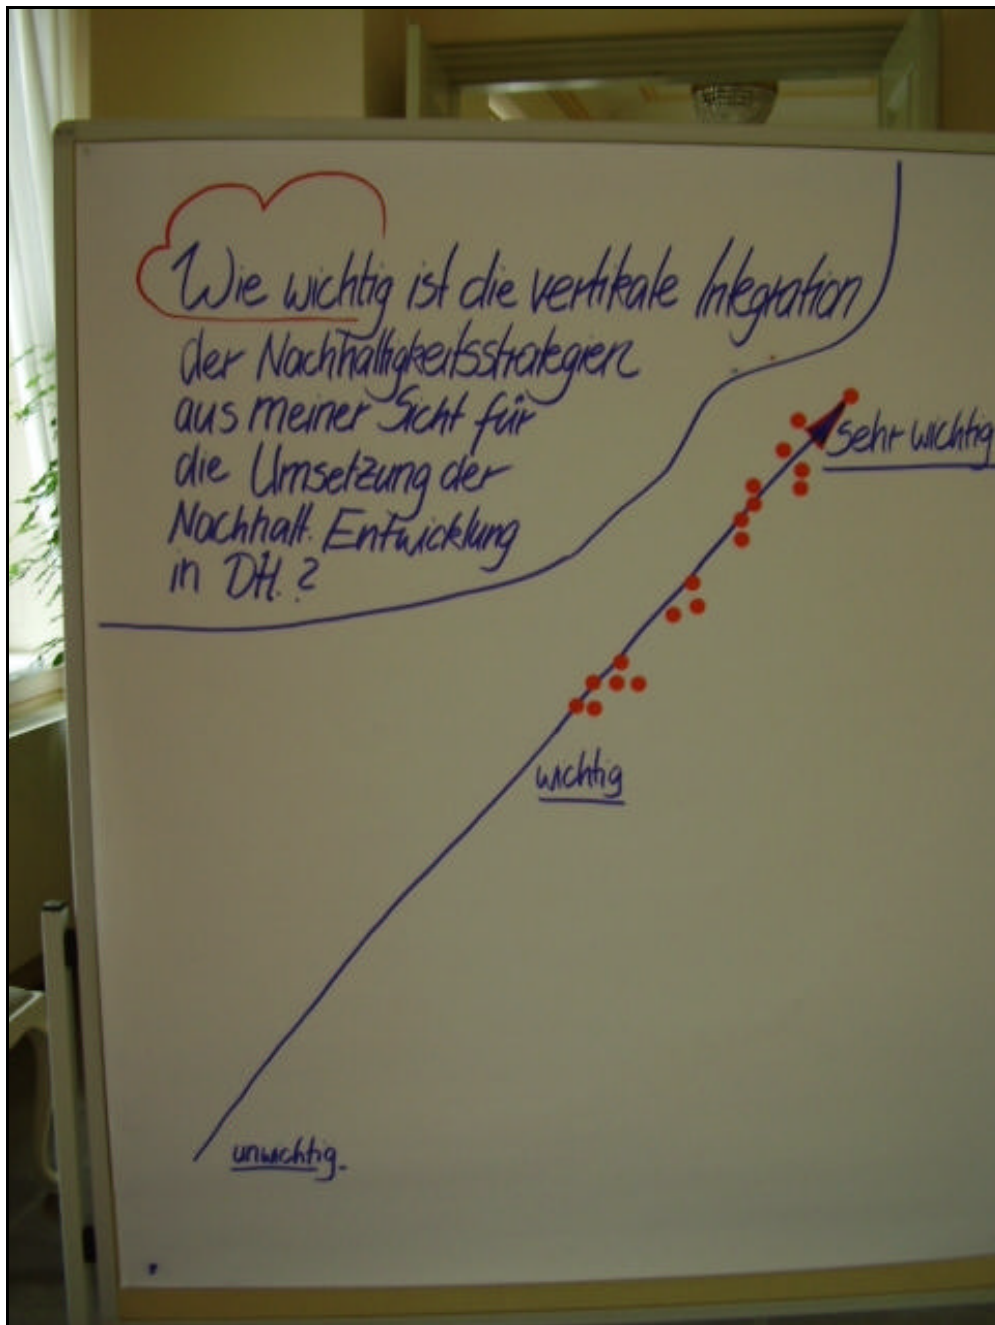 Wie wichtig ist die vertikale Integration
der Nachhaltigkeitsstrategien
aus meiner Sicht für
die Umsetzung der
Nachhalt. Entwicklung
in Dtl.?
sehr wichtig
wichtig
unwichtig